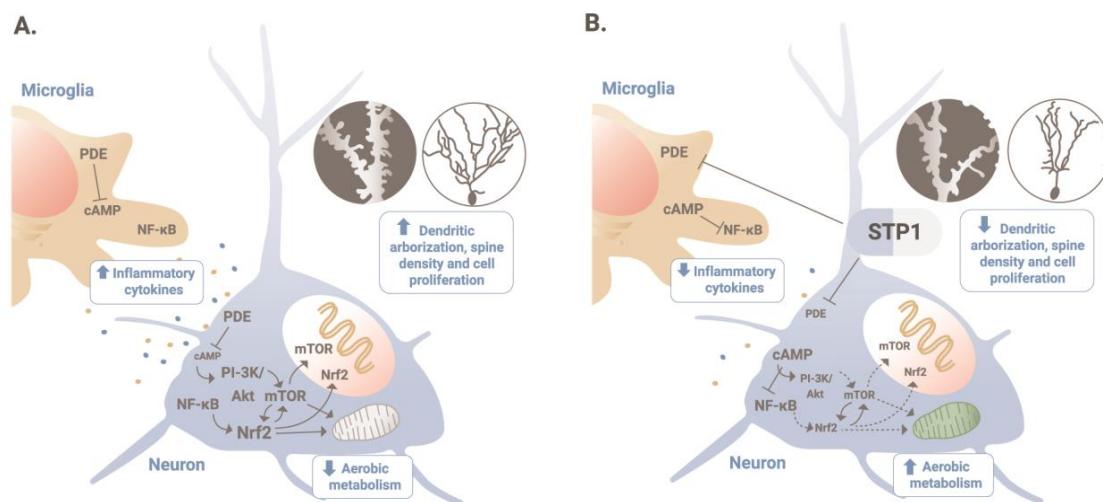 A.
Microglia
PDE
cAMP
NF-κB
Inflammatory
cytokines
Dendritic
arborization, spine
density and cell
proliferation
PDE
cAMP
PI-3K/
Akt
mTOR
mTOR
Nrf2
NF-κB
Nrf2
Neuron
Aerobic
metabolism
B.
Microglia
PDE
cAMP
NF-κB
STP1
Inflammatory
cytokines
Dendritic
arborization, spine
density and cell
proliferation
PDE
cAMP
PI-3K/
Akt
mTOR
mTOR
Nrf2
NF-κB
Nrf2
Neuron
Aerobic
metabolism